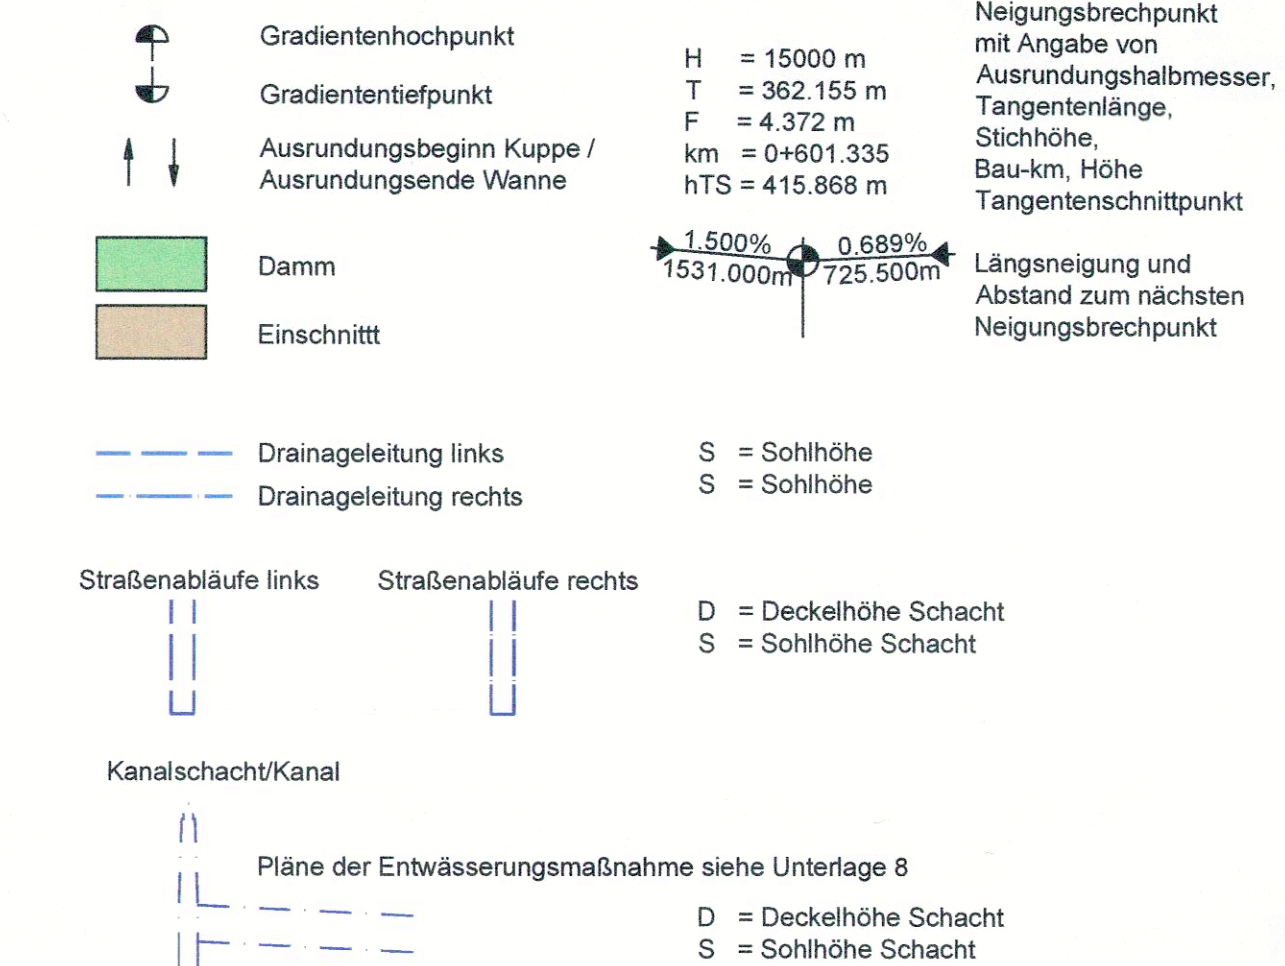 Gradientenhochpunkt
Gradiententiefpunkt
Ausrundungsbeginn Kuppe /
Ausrundungsende Wanne
Damm
Einschnittt
H = 15000 m
T = 362.155 m
F = 4.372 m
km = 0+601.335
hTS = 415.868 m
1.500% 0.689%
1531.000m 725.500m
Neigungsbrechpunkt
mit Angabe von
Ausrundungshalbmesser,
Tangentenlänge,
Stichhöhe,
Bau-km, Höhe
Tangentenschnittpunkt
Längsneigung und
Abstand zum nächsten
Neigungsbrechpunkt
Drainageleitung links
Drainageleitung rechts
S = Sohlhöhe
S = Sohlhöhe
Straßenabläufe links
Straßenabläufe rechts
D = Deckelhöhe Schacht
S = Sohlhöhe Schacht
Kanalschacht/Kanal
Pläne der Entwässerungsmaßnahme siehe Unterlage 8
D = Deckelhöhe Schacht
S = Sohlhöhe Schacht